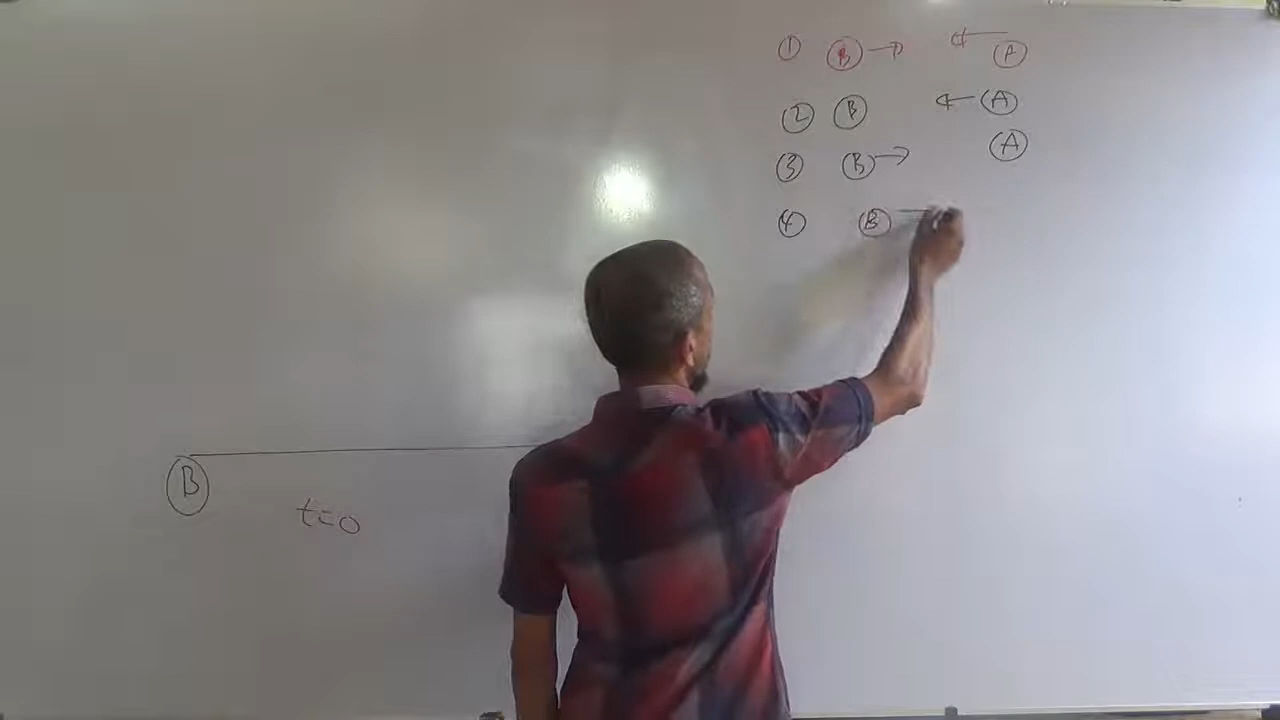 1 B → ← A
2 B ← A
3 B → A
4 B
B
t=0